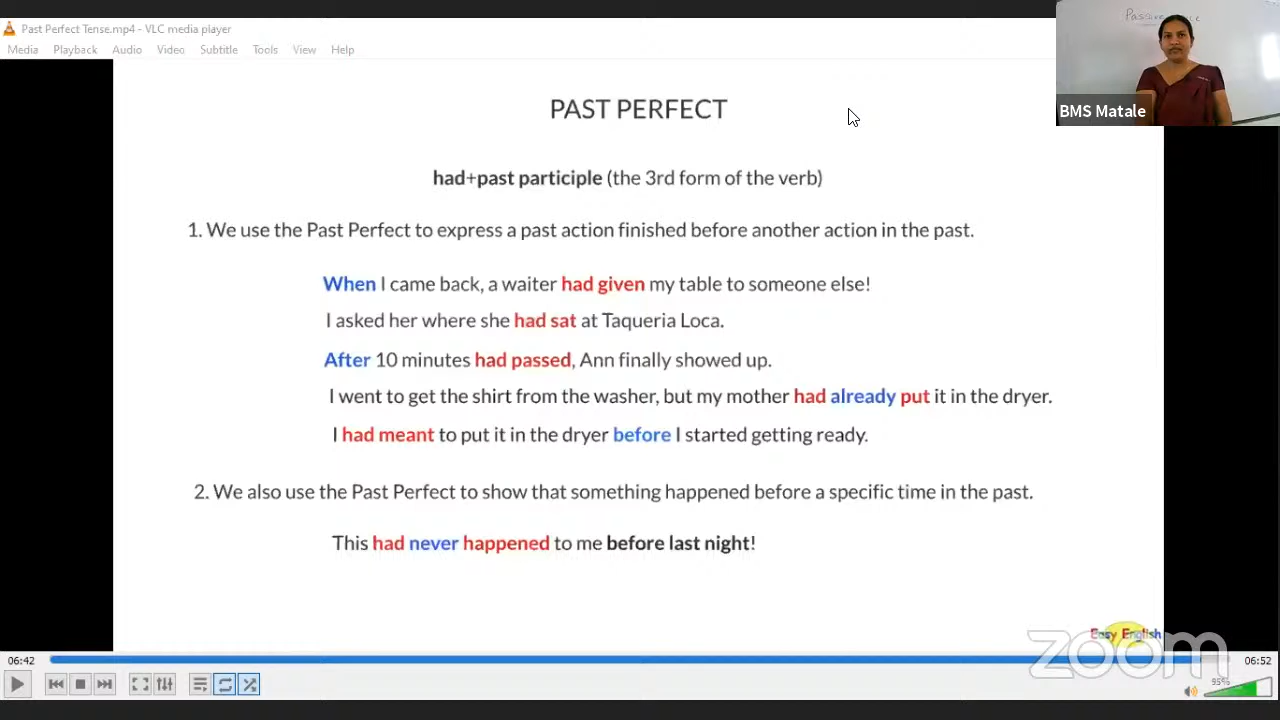 Past Perfect Tense.mp4 - VLC media player
Media Playback Audio Video Subtitle Tools View Help
BMS Matale
PAST PERFECT
had+past participle (the 3rd form of the verb)
1. We use the Past Perfect to express a past action finished before another action in the past.
When I came back, a waiter had given my table to someone else!
I asked her where she had sat at Taqueria Loca.
After 10 minutes had passed, Ann finally showed up.
I went to get the shirt from the washer, but my mother had already put it in the dryer.
I had meant to put it in the dryer before I started getting ready.
2. We also use the Past Perfect to show that something happened before a specific time in the past.
This had never happened to me before last night!
Easy English
zoom
06:42 06:52
95%